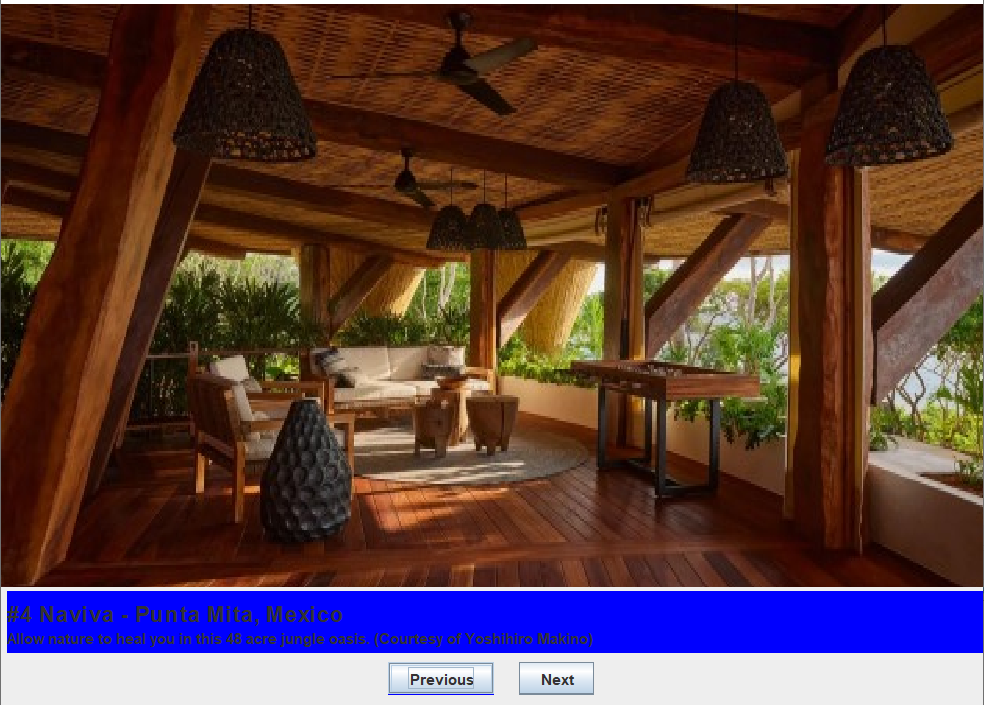 #4 Naviva - Punta Mita, Mexico
Allow nature to heal you in this 48 acre jungle oasis. (Courtesy of Yoshihiro Makino)
Previous Next